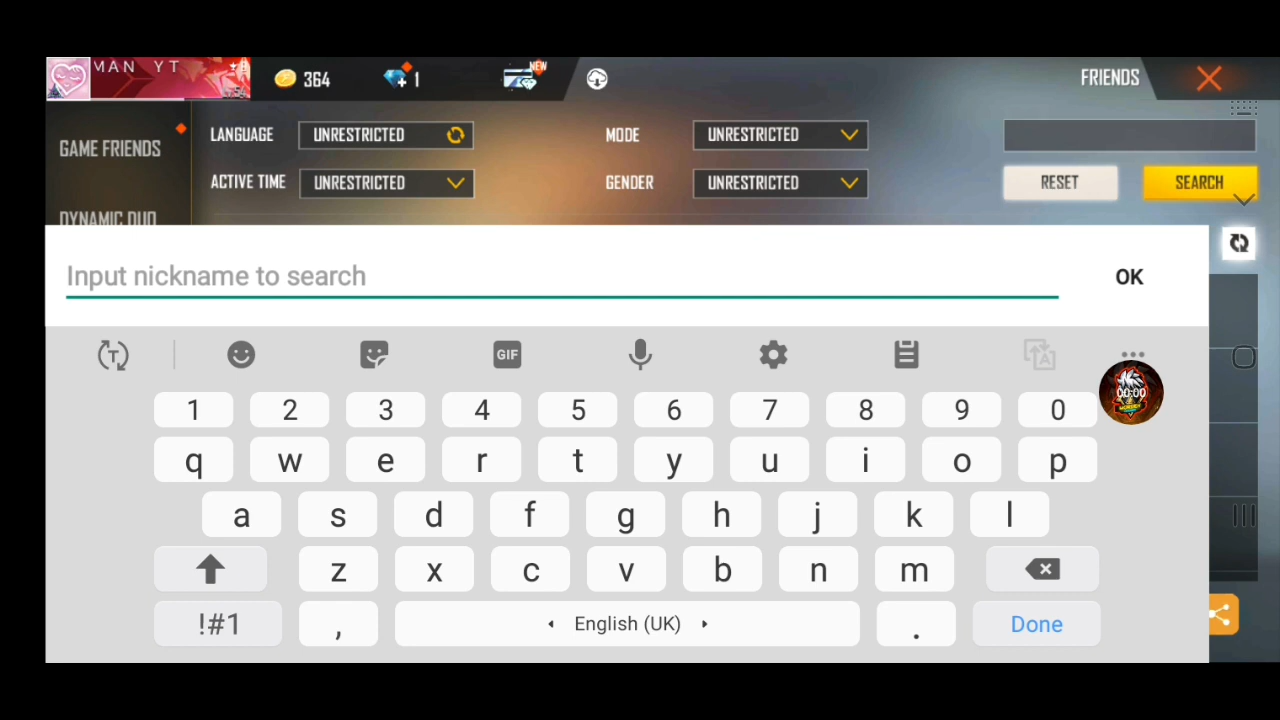 MAN YT
364
1
NEW
FRIENDS
LANGUAGE UNRESTRICTED MODE UNRESTRICTED
GAME FRIENDS
ACTIVE TIME UNRESTRICTED GENDER UNRESTRICTED RESET SEARCH
DYNAMIC DUO
Input nickname to search OK
T GIF A
00:00
1 2 3 4 5 6 7 8 9 0
q w e r t y u i o p
a s d f g h j k l
z x c v b n m
!#1 , English (UK) . Done